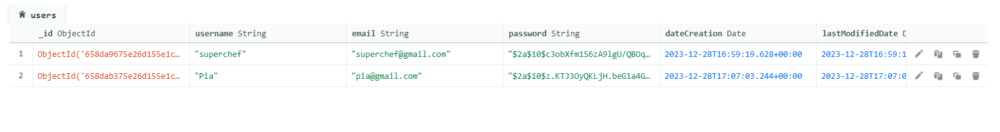 users
_id ObjectId username String email String password String dateCreation Date lastModifiedDate D
1 ObjectId('658da9675e26d155e1c… "superchef" "superchef@gmail.com" "$2a$10$c3obXfm1S6zA9lgU/QBOq… 2023-12-28T16:59:19.628+00:00 2023-12-28T16:59:1
2 ObjectId('658dab375e26d155e1c… "Pia" "pia@gmail.com" "$2a$10$z.KTJ3OyQKLjH.beG1a4G… 2023-12-28T17:07:03.244+00:00 2023-12-28T17:07:0